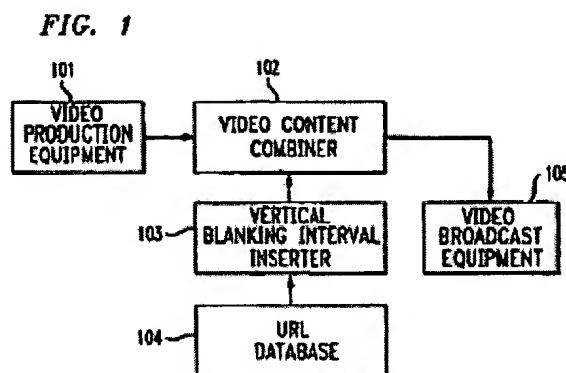 FIG. 1
101
VIDEO
PRODUCTION
EQUIPMENT
102
VIDEO CONTENT
COMBINER
103
VERTICAL
BLANKING INTERVAL
INSERTER
105
VIDEO
BROADCAST
EQUIPMENT
104
URL
DATABASE